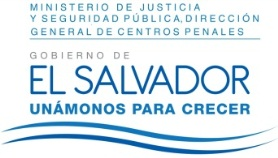 MINISTERIO DE JUSTICIA
Y SEGURIDAD PÚBLICA, DIRECCIÓN
GENERAL DE CENTROS PENALES
GOBIERNO DE
EL SALVADOR
UNÁMONOS PARA CRECER